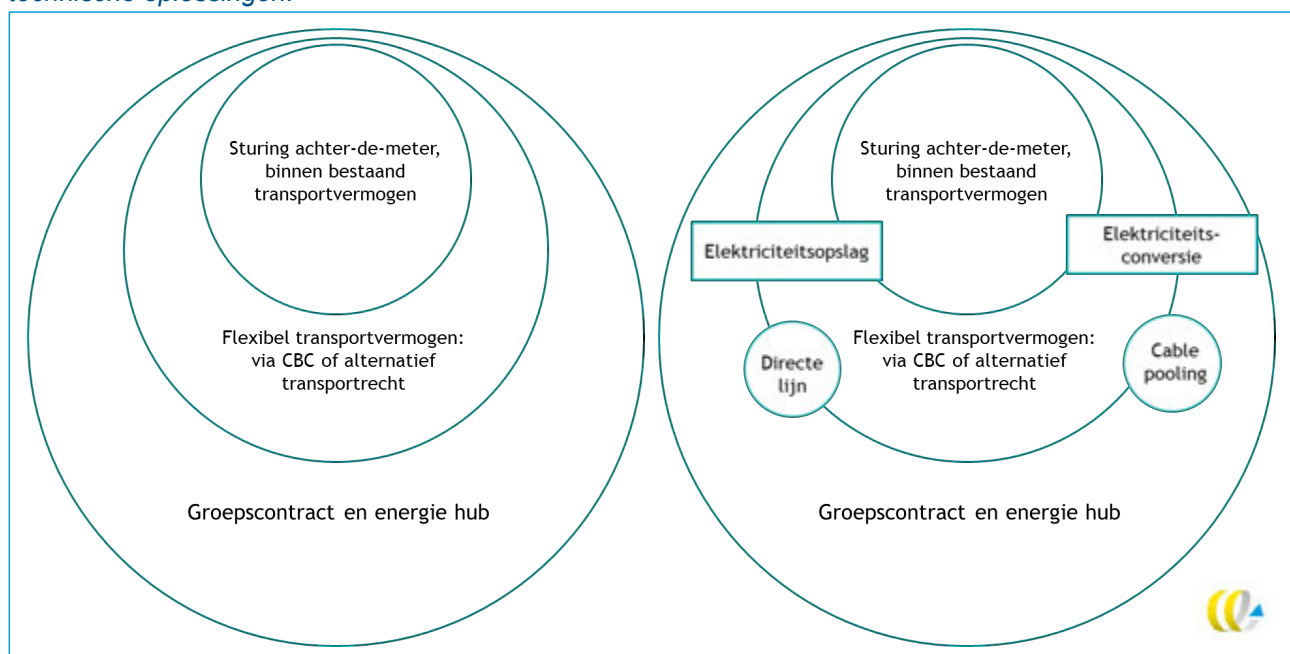 technische oplossingen.
Sturing achter-de-meter,
binnen bestaand
transportvermogen
Flexibel transportvermogen:
via CBC of alternatief
transportrecht
Groepscontract en energie hub
Sturing achter-de-meter,
binnen bestaand
transportvermogen
Elektriciteitsopslag
Elektriciteits-
conversie
Flexibel transportvermogen:
via CBC of alternatief
transportrecht
Directe
lijn
Cable
pooling
Groepscontract en energie hub